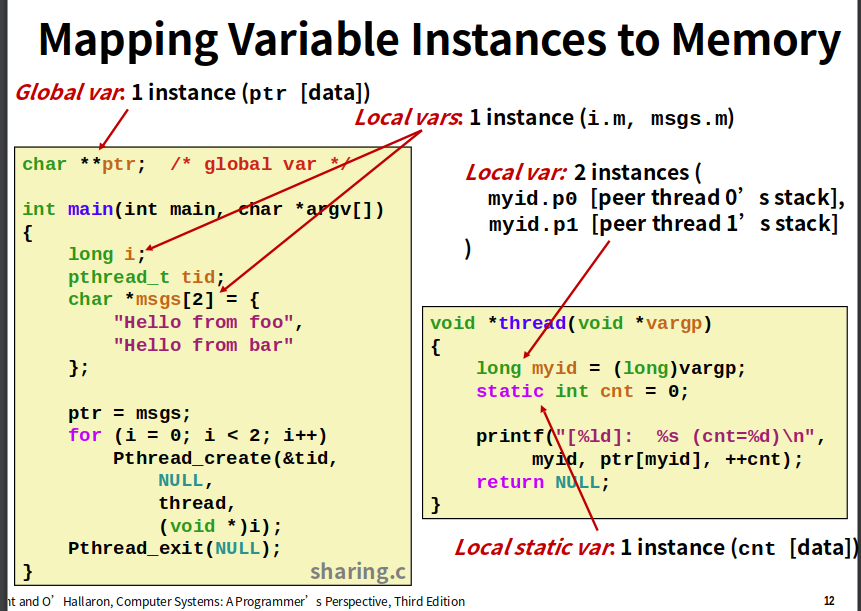 Mapping Variable Instances to Memory
Global var: 1 instance (ptr [data])
Local vars: 1 instance (i.m, msgs.m)
char **ptr;  /* global var */
int main(int main, char *argv[])
{
    long i;
    pthread_t tid;
    char *msgs[2] = {
        "Hello from foo",
        "Hello from bar"
    };
    ptr = msgs;
    for (i = 0; i < 2; i++)
        Pthread_create(&tid,
            NULL,
            thread,
            (void *)i);
    Pthread_exit(NULL);
}
sharing.c
Local var: 2 instances (
myid.p0 [peer thread 0’s stack],
myid.p1 [peer thread 1’s stack]
)
void *thread(void *vargp)
{
    long myid = (long)vargp;
    static int cnt = 0;
    printf("[%ld]:  %s (cnt=%d)\n",
         myid, ptr[myid], ++cnt);
    return NULL;
}
Local static var: 1 instance (cnt [data])
and O’Hallaron, Computer Systems: A Programmer’s Perspective, Third Edition
12